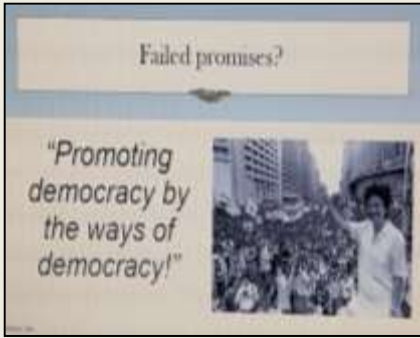 Failed promises?
"Promoting
democracy by
the ways of
democracy!"